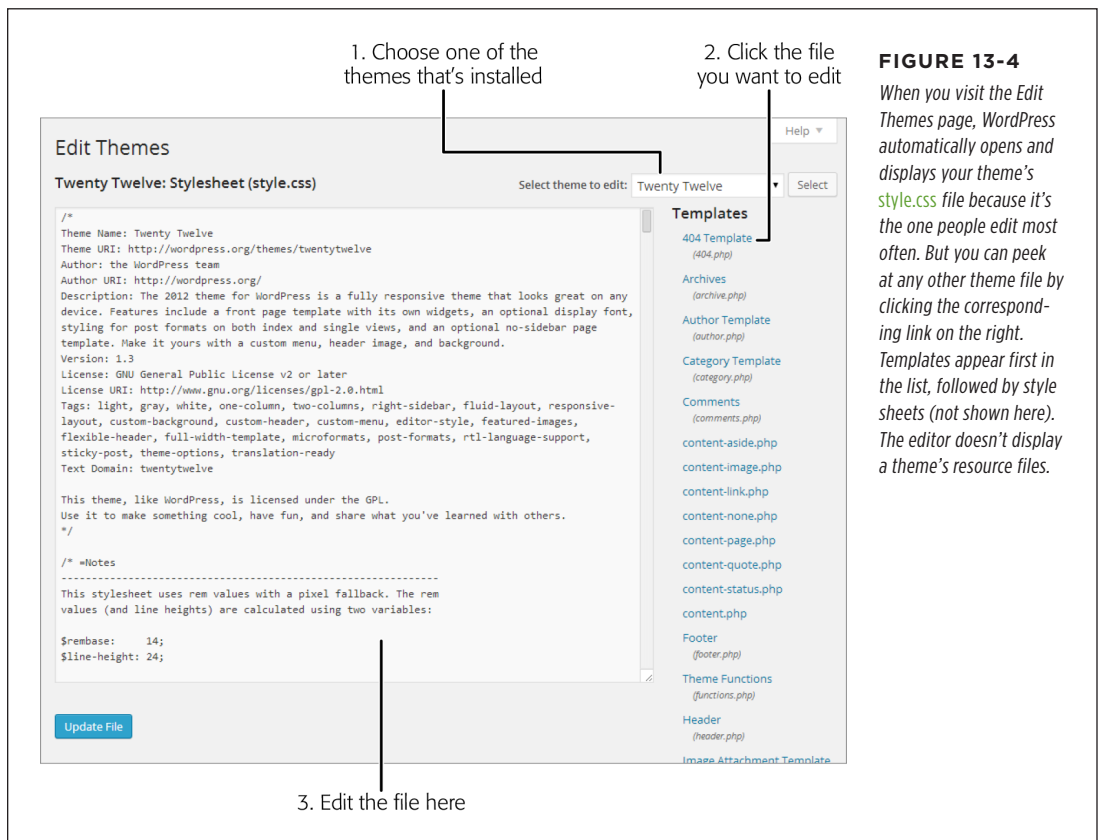 1. Choose one of the
themes that's installed
2. Click the file
you want to edit
Help
Edit Themes
Twenty Twelve: Stylesheet (style.css)
Select theme to edit:
Twenty Twelve
Select
/*
Theme Name: Twenty Twelve
Theme URI: http://wordpress.org/themes/twentytwelve
Author: the WordPress team
Author URI: http://wordpress.org/
Description: The 2012 theme for WordPress is a fully responsive theme that looks great on any
device. Features include a front page template with its own widgets, an optional display font,
styling for post formats on both index and single views, and an optional no-sidebar page
template. Make it yours with a custom menu, header image, and background.
Version: 1.3
License: GNU General Public License v2 or later
License URI: http://www.gnu.org/licenses/gpl-2.0.html
Tags: light, gray, white, one-column, two-columns, right-sidebar, fluid-layout, responsive-
layout, custom-background, custom-header, custom-menu, editor-style, featured-images,
flexible-header, full-width-template, microformats, post-formats, rtl-language-support,
sticky-post, theme-options, translation-ready
Text Domain: twentytwelve
This theme, like WordPress, is licensed under the GPL.
Use it to make something cool, have fun, and share what you've learned with others.
*/
/* =Notes
--------------------------------------------------------------
This stylesheet uses rem values with a pixel fallback. The rem
values (and line heights) are calculated using two variables:
$rembase:     14;
$line-height: 24;
Update File
Templates
404 Template
(404.php)
Archives
(archive.php)
Author Template
(author.php)
Category Template
(category.php)
Comments
(comments.php)
content-aside.php
content-image.php
content-link.php
content-none.php
content-page.php
content-quote.php
content-status.php
content.php
Footer
(footer.php)
Theme Functions
(functions.php)
Header
(header.php)
Image Attachment Template
3. Edit the file here
FIGURE 13-4
When you visit the Edit
Themes page, WordPress
automatically opens and
displays your theme's
style.css file because it's
the one people edit most
often. But you can peek
at any other theme file by
clicking the correspond-
ing link on the right.
Templates appear first in
the list, followed by style
sheets (not shown here).
The editor doesn't display
a theme's resource files.